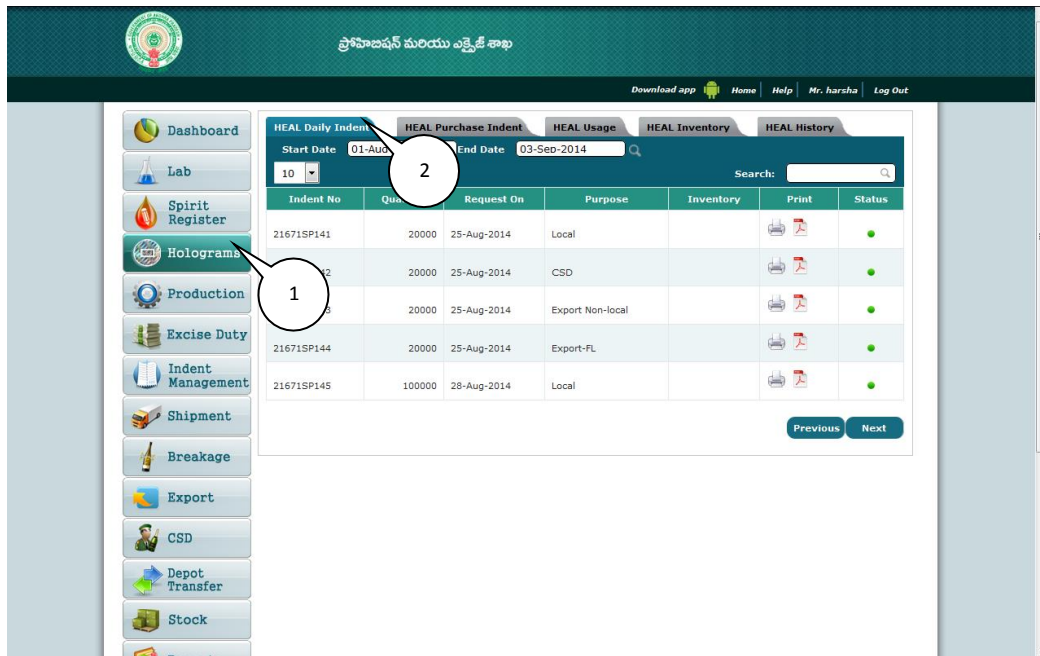 ప్రోహిబిషన్ మరియు ఎక్సైజ్ శాఖ
Download app Home Help Mr. harsha Log Out
Dashboard
Lab
Spirit
Register
Holograms
Production
Excise Duty
Indent
Management
Shipment
Breakage
Export
CSD
Depot
Transfer
Stock
HEAL Daily Indent HEAL Purchase Indent HEAL Usage HEAL Inventory HEAL History
Start Date 01-Aug End Date 03-Sep-2014
10 Search:
Indent No Request On Purpose Inventory Print Status
21671SP141 20000 25-Aug-2014 Local
20000 25-Aug-2014 CSD
20000 25-Aug-2014 Export Non-local
21671SP144 20000 25-Aug-2014 Export-FL
21671SP145 100000 28-Aug-2014 Local
Previous Next
1
2